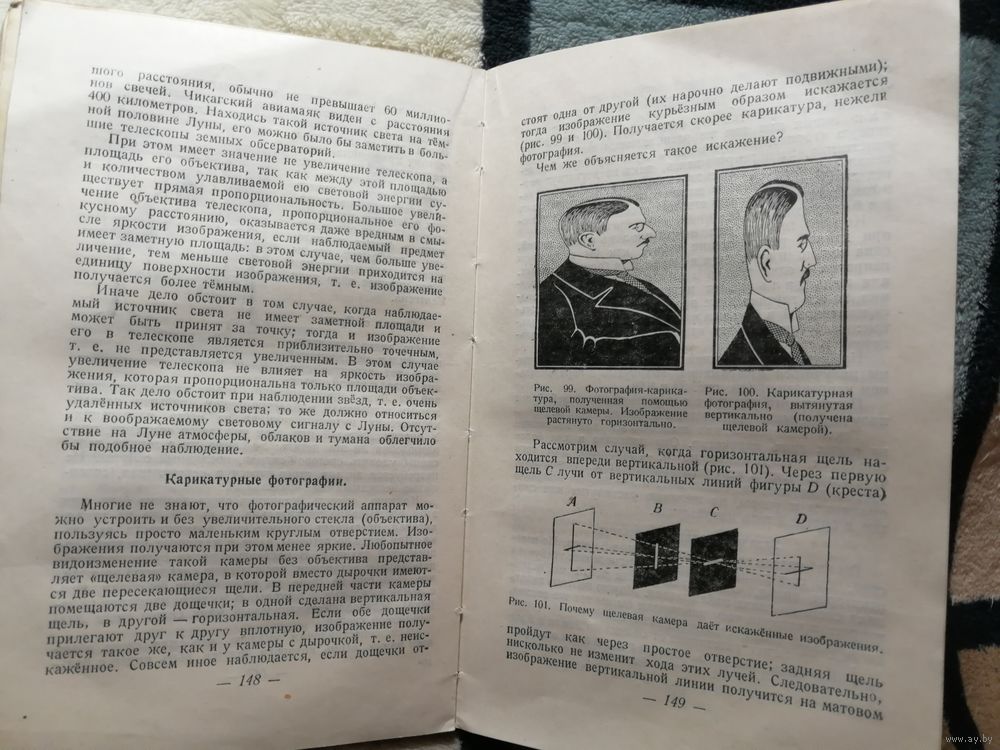 шого расстояния, обычно не превышает 60 миллио-
нов свечей. Чикагский авиамаяк виден с расстояния
400 километров. Находись такой источник света на тём-
ной половине Луны, его можно было бы заметить в боль-
шие телескопы земных обсерваторий.
При этом имеет значение не увеличение телескопа, а
площадь его объектива, так как между этой площадью
и количеством улавливаемой ею световой энергии су-
ществует прямая пропорциональность. Большое увели-
чение объектива телескопа, пропорциональное его фо-
кусному расстоянию, оказывается даже вредным в смы-
сле яркости изображения, если наблюдаемый предмет
имеет заметную площадь: в этом случае, чем больше уве-
личение, тем меньше световой энергии приходится на
единицу поверхности изображения, т. е. изображение
получается более тёмным.
Иначе дело обстоит в том случае, когда наблюдае-
мый источник света не имеет заметной площади и
может быть принят за точку; тогда и изображение
его в телескопе является приблизительно точечным,
т. е. не представляется увеличенным. В этом случае
увеличение телескопа не влияет на яркость изобра-
жения, которая пропорциональна только площади объек-
тива. Так дело обстоит при наблюдении звёзд, т. е. очень
удалённых источников света; то же должно относиться
и к воображаемому световому сигналу с Луны. Отсут-
ствие на Луне атмосферы, облаков и тумана облегчило
бы подобное наблюдение.
Карикатурные фотографии.
Многие не знают, что фотографический аппарат мо-
жно устроить и без увеличительного стекла (объектива),
пользуясь просто маленьким круглым отверстием. Изо-
бражения получаются при этом менее яркие. Любопытное
видоизменение такой камеры без объектива представ-
ляет «щелевая» камера, в которой вместо дырочки имеют-
ся две пересекающиеся щели. В передней части камеры
помещаются две дощечки; в одной сделана вертикальная
щель, в другой — горизонтальная. Если обе дощечки
прилегают друг к другу вплотную, изображение полу-
чается такое же, как и у камеры с дырочкой, т. е. неис-
кажённое. Совсем иное наблюдается, если дощечки от-
— 148 —
стоят одна от другой (их нарочно делают подвижными);
тогда изображение курьёзным образом искажается
(рис. 99 и 100). Получается скорее карикатура, нежели
фотография.
Чем же объясняется такое искажение?
Рис. 99. Фотография-карика-
тура, полученная помощью
щелевой камеры. Изображение
растянуто горизонтально.
Рис. 100. Карикатурная
фотография, вытянутая
вертикально (получена
щелевой камерой).
Рассмотрим случай, когда горизонтальная щель на-
ходится впереди вертикальной (рис. 101). Через первую
щель C лучи от вертикальных линий фигуры D (креста)
A B C D
Рис. 101. Почему щелевая камера даёт искажённые изображения.
пройдут как через простое отверстие; задняя щель
нисколько не изменит хода этих лучей. Следовательно,
изображение вертикальной линии получится на матовом
— 149 —
www.ay.by